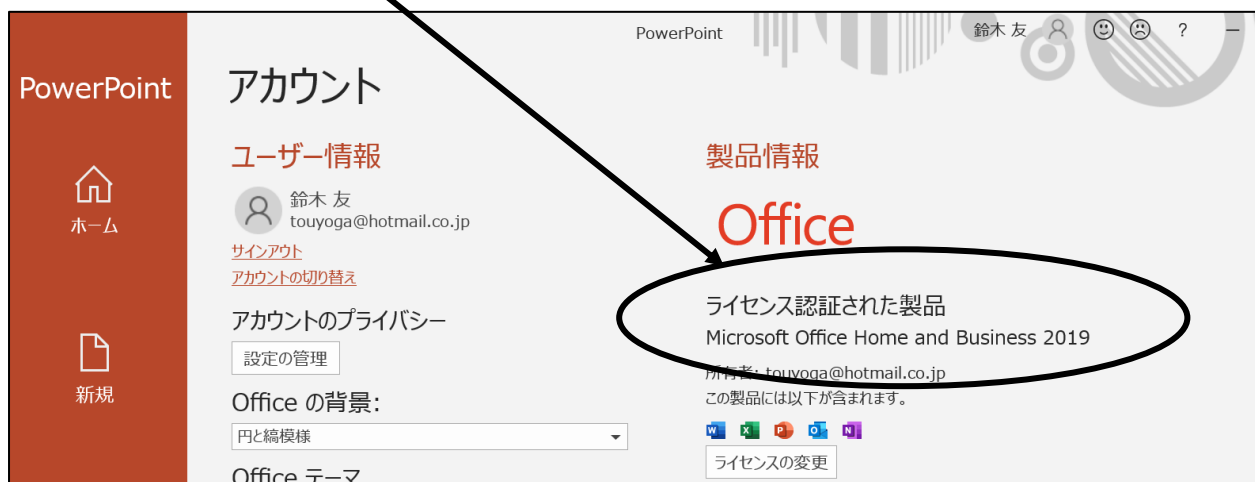 PowerPoint
鈴木 友
?
PowerPoint
ホーム
新規
アカウント
ユーザー情報
鈴木 友
touyoga@hotmail.co.jp
サインアウト
アカウントの切り替え
アカウントのプライバシー
設定の管理
Office の背景:
円と縞模様
Office テーマ
製品情報
Office
ライセンス認証された製品
Microsoft Office Home and Business 2019
所有者: touyoga@hotmail.co.jp
この製品には以下が含まれます。
ライセンスの変更